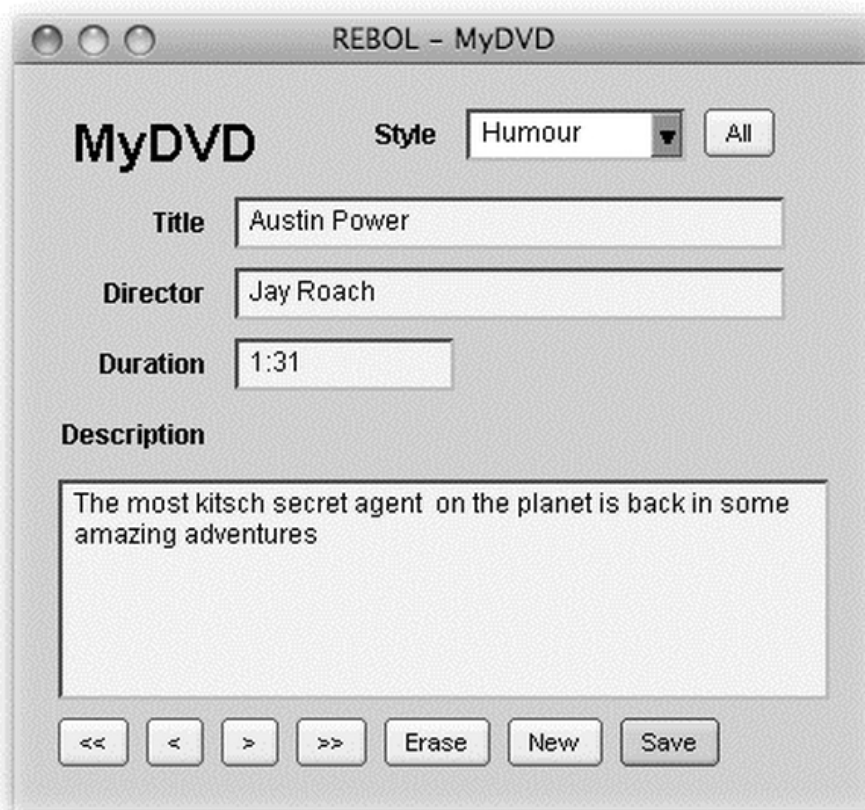 REBOL – MyDVD
MyDVD Style Humour All
Title Austin Power
Director Jay Roach
Duration 1:31
Description
The most kitsch secret agent  on the planet is back in some
amazing adventures
<< < > >> Erase New Save